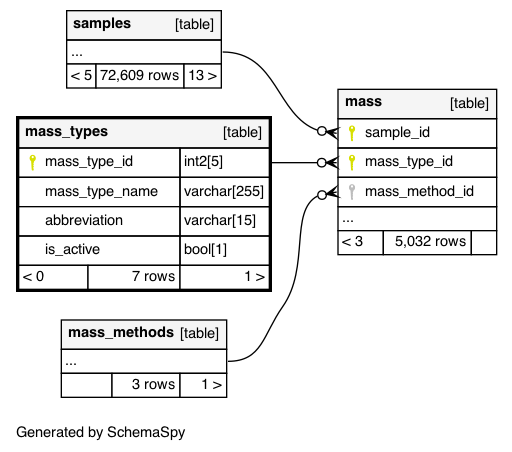 samples [table]
...
< 5 72,609 rows 13 >
mass_types [table]
mass_type_id int2[5]
mass_type_name varchar[255]
abbreviation varchar[15]
is_active bool[1]
< 0 7 rows 1 >
mass [table]
sample_id
mass_type_id
mass_method_id
...
< 3 5,032 rows
mass_methods [table]
...
3 rows 1 >
Generated by SchemaSpy